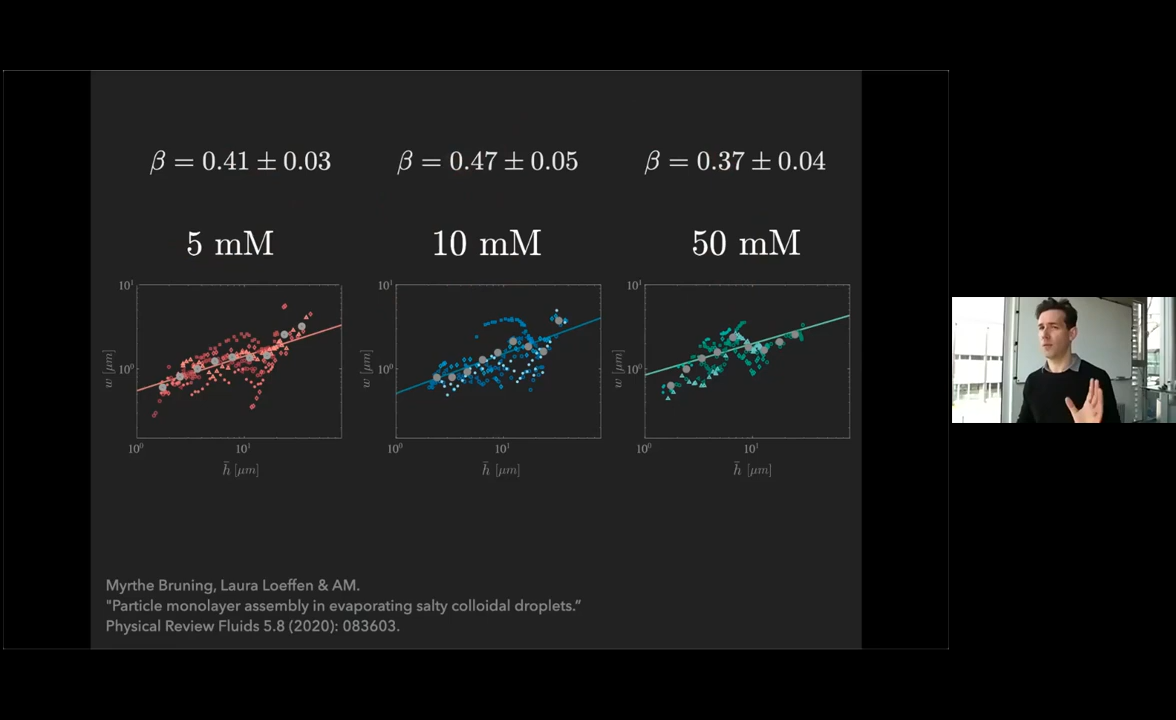 β = 0.41 ± 0.03
β = 0.47 ± 0.05
β = 0.37 ± 0.04
5 mM
10 mM
50 mM
10¹
10⁰
w [μm]
10⁰
10¹
h̄ [μm]
10¹
10⁰
w [μm]
10⁰
10¹
h̄ [μm]
10¹
10⁰
w [μm]
10⁰
10¹
h̄ [μm]
Myrthe Bruning, Laura Loeffen & AM.
"Particle monolayer assembly in evaporating salty colloidal droplets.”
Physical Review Fluids 5.8 (2020): 083603.